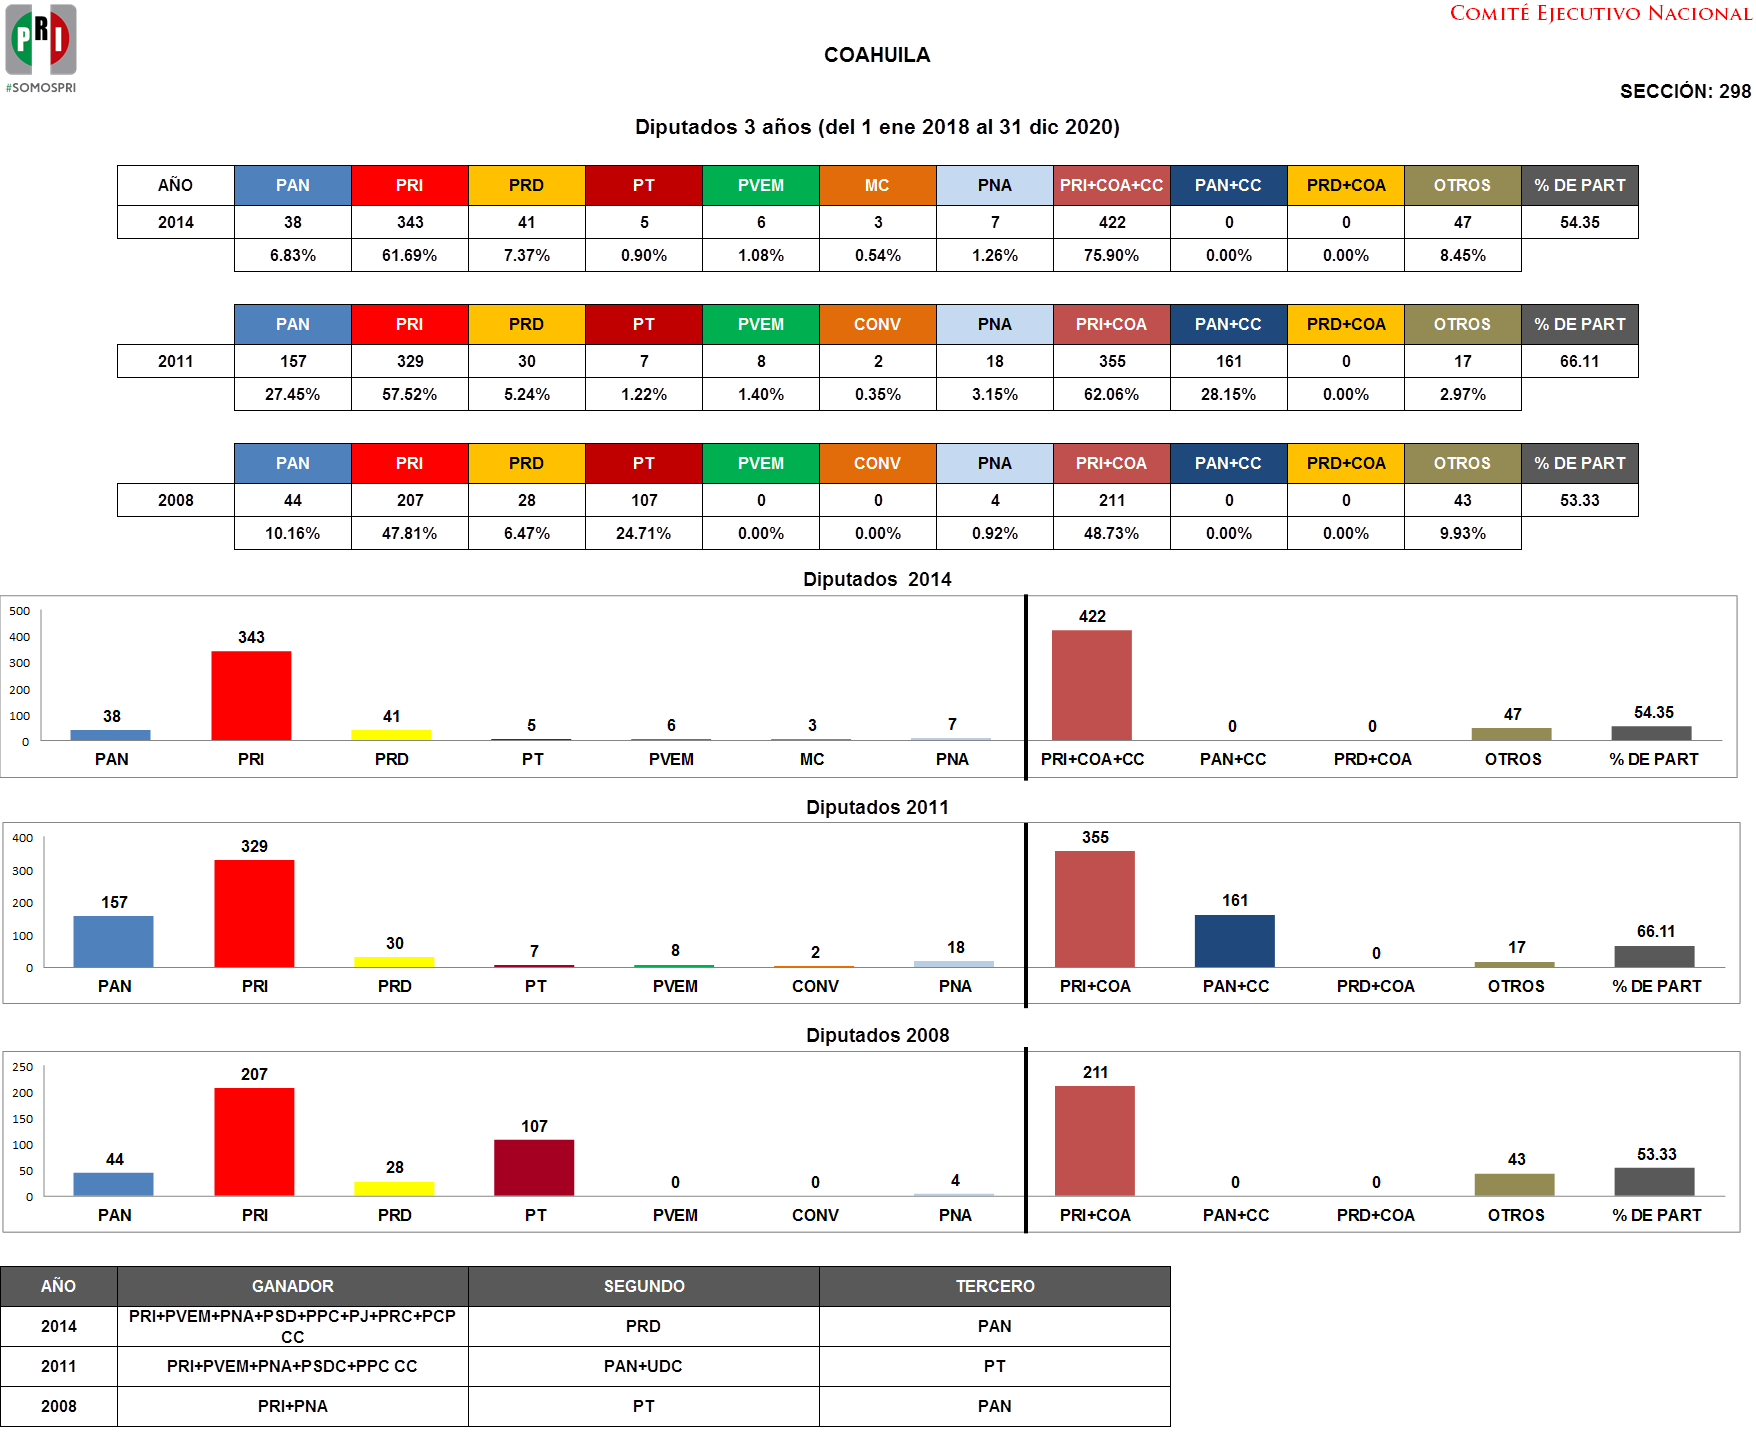 PRI
#SOMOSPRI
COMITÉ EJECUTIVO NACIONAL
COAHUILA
SECCIÓN: 298
Diputados 3 años (del 1 ene 2018 al 31 dic 2020)
AÑO PAN PRI PRD PT PVEM MC PNA PRI+COA+CC PAN+CC PRD+COA OTROS % DE PART
2014 38 343 41 5 6 3 7 422 0 0 47 54.35
6.83% 61.69% 7.37% 0.90% 1.08% 0.54% 1.26% 75.90% 0.00% 0.00% 8.45%
PAN PRI PRD PT PVEM CONV PNA PRI+COA PAN+CC PRD+COA OTROS % DE PART
2011 157 329 30 7 8 2 18 355 161 0 17 66.11
27.45% 57.52% 5.24% 1.22% 1.40% 0.35% 3.15% 62.06% 28.15% 0.00% 2.97%
PAN PRI PRD PT PVEM CONV PNA PRI+COA PAN+CC PRD+COA OTROS % DE PART
2008 44 207 28 107 0 0 4 211 0 0 43 53.33
10.16% 47.81% 6.47% 24.71% 0.00% 0.00% 0.92% 48.73% 0.00% 0.00% 9.93%
Diputados 2014
500
400
300
200
100
0
38 343 41 5 6 3 7 422 0 0 47 54.35
PAN PRI PRD PT PVEM MC PNA PRI+COA+CC PAN+CC PRD+COA OTROS % DE PART
Diputados 2011
400
300
200
100
0
157 329 30 7 8 2 18 355 161 0 17 66.11
PAN PRI PRD PT PVEM CONV PNA PRI+COA PAN+CC PRD+COA OTROS % DE PART
Diputados 2008
250
200
150
100
50
0
44 207 28 107 0 0 4 211 0 0 43 53.33
PAN PRI PRD PT PVEM CONV PNA PRI+COA PAN+CC PRD+COA OTROS % DE PART
AÑO GANADOR SEGUNDO TERCERO
2014 PRI+PVEM+PNA+PSD+PPC+PJ+PRC+PCP CC PRD PAN
2011 PRI+PVEM+PNA+PSDC+PPC CC PAN+UDC PT
2008 PRI+PNA PT PAN